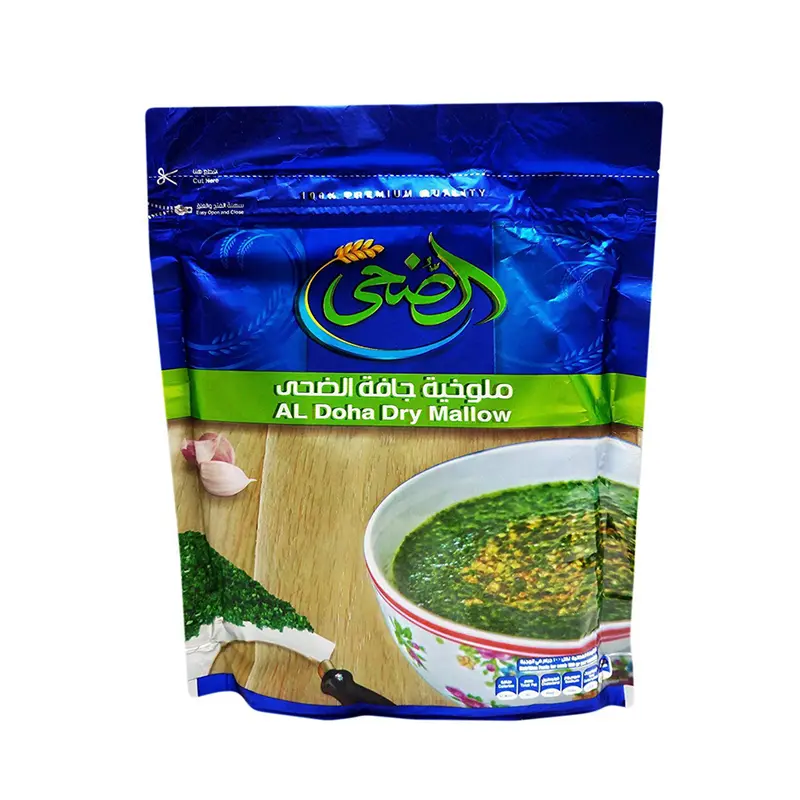 اقطع هنا
Cut Here
100% PREMIUM QUALITY
سهلة الفتح والغلق
Easy Open and Close
الضحى
ملوخية جافة الضحى
AL Doha Dry Mallow